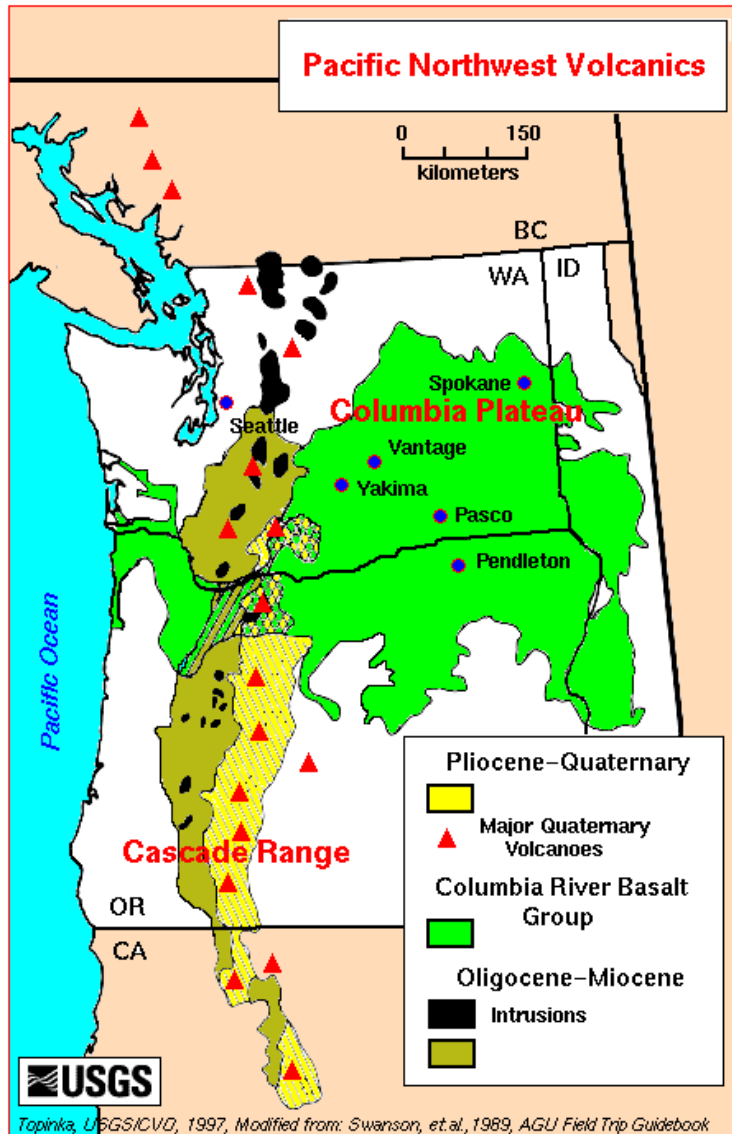 Pacific Northwest Volcanics
0 150
kilometers
BC
WA
ID
Spokane
Columbia Plateau
Seattle
Vantage
Yakima
Pasco
Pendleton
Pacific Ocean
Pliocene-Quaternary
Major Quaternary
Volcanoes
Cascade Range
Columbia River Basalt
Group
OR
CA
Oligocene-Miocene
Intrusions
USGS
Topinka, USGS/CVO, 1997, Modified from: Swanson, et.al., 1989, AGU Field Trip Guidebook